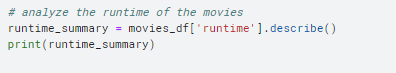 # analyze the runtime of the movies
runtime_summary = movies_df['runtime'].describe()
print(runtime_summary)